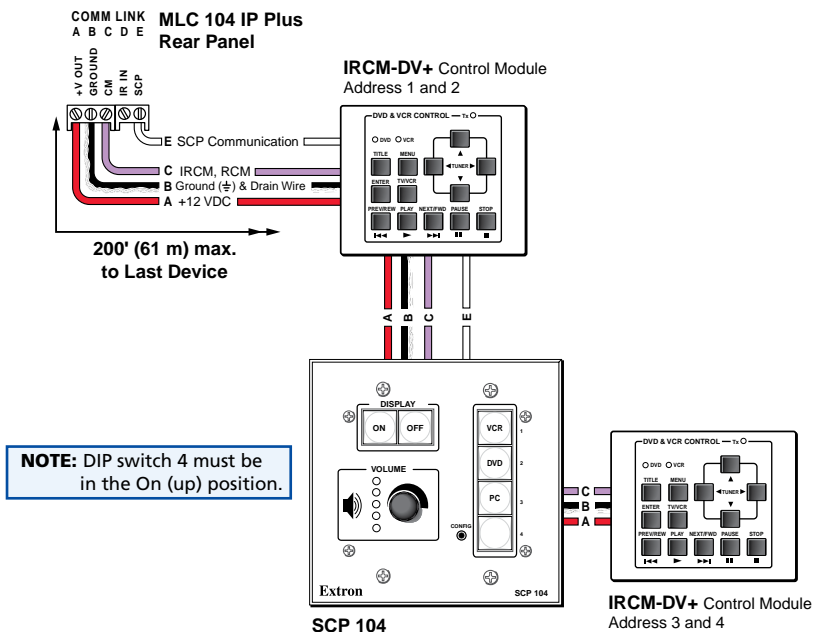 COMM LINK
A B C D E
MLC 104 IP Plus
Rear Panel
+V OUT
GROUND
CM
IR IN
SCP
E SCP Communication
C IRCM, RCM
B Ground (⏚) & Drain Wire
A +12 VDC
200' (61 m) max.
to Last Device
IRCM-DV+ Control Module
Address 1 and 2
DVD & VCR CONTROL Tx
DVD VCR
TITLE MENU
TUNER
ENTER TV/VCR
PREV/REW PLAY NEXT/FWD PAUSE STOP
A B C E
NOTE: DIP switch 4 must be
in the On (up) position.
DISPLAY
ON OFF
VOLUME
VCR 1
DVD 2
PC 3
4
CONFIG
Extron
SCP 104
SCP 104
C
B
A
DVD & VCR CONTROL Tx
DVD VCR
TITLE MENU
TUNER
ENTER TV/VCR
PREV/REW PLAY NEXT/FWD PAUSE STOP
IRCM-DV+ Control Module
Address 3 and 4